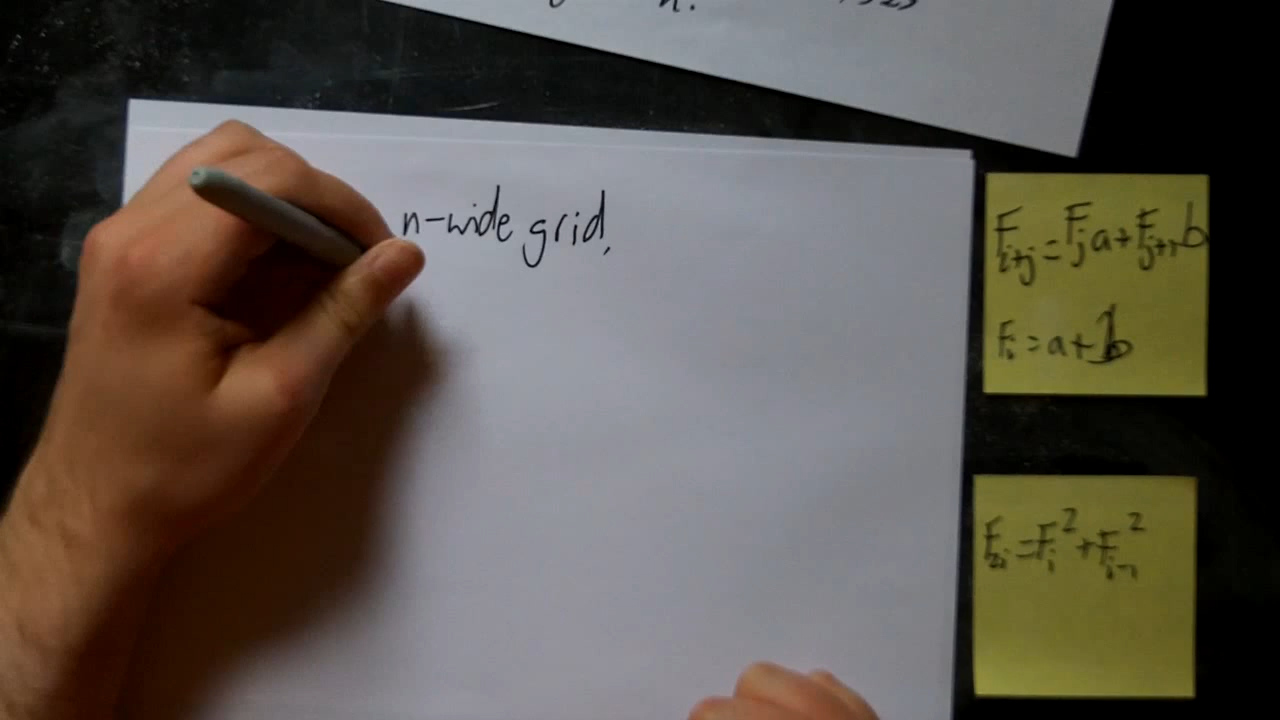 n-wide grid,
F_{i+j} = F_j a + F_{j+1} b
F_i = a + b
F_{2i} = F_i^2 + F_{i-1}^2